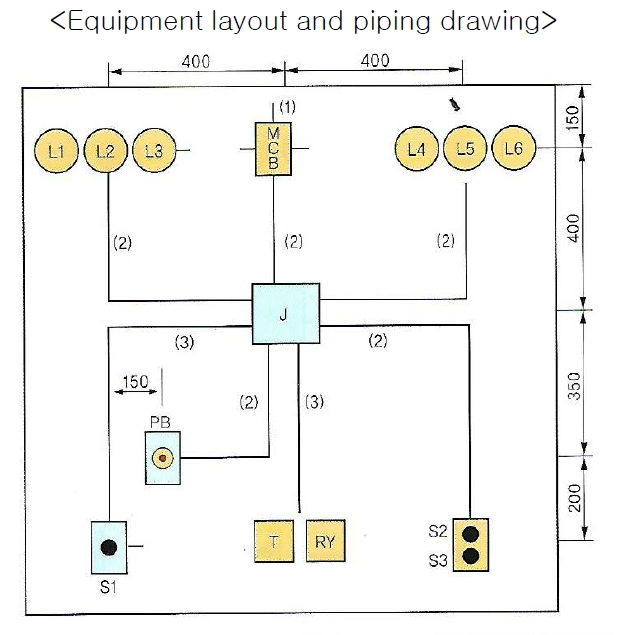 <Equipment layout and piping drawing>
400 400
(1)
150
L1 L2 L3 MCB L4 L5 L6
400
(2) (2) (2)
J
(3) (2)
150 350
(2) (3)
PB
200
S2
T RY
S3
S1